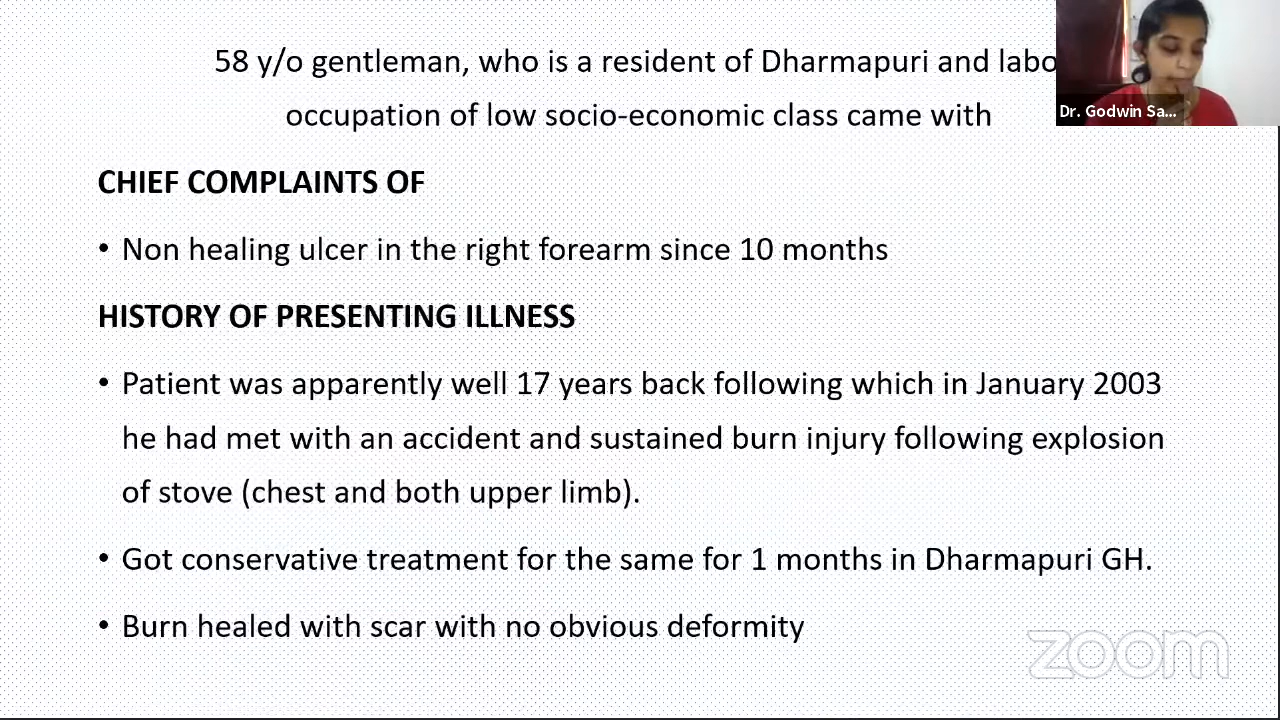 58 y/o gentleman, who is a resident of Dharmapuri and
occupation of low socio-economic class came with
Dr. Godwin Sa...
CHIEF COMPLAINTS OF
• Non healing ulcer in the right forearm since 10 months
HISTORY OF PRESENTING ILLNESS
• Patient was apparently well 17 years back following which in January 2003
he had met with an accident and sustained burn injury following explosion
of stove (chest and both upper limb).
• Got conservative treatment for the same for 1 months in Dharmapuri GH.
• Burn healed with scar with no obvious deformity
zoom